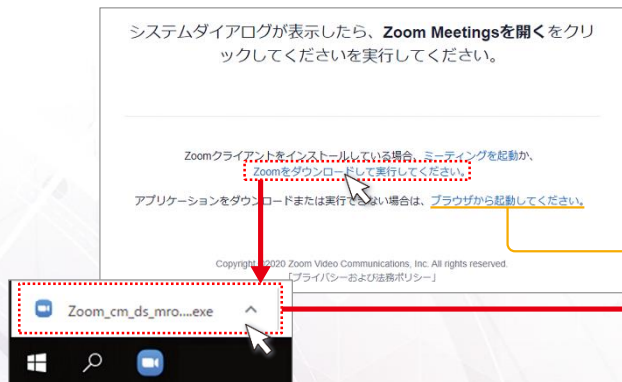 システムダイアログが表示したら、Zoom Meetingsを開くをクリ
ックしてくださいを実行してください。
Zoomクライアントをインストールしている場合、ミーティングを起動か、
Zoomをダウンロードして実行してください。
アプリケーションをダウンロードまたは実行できない場合は、ブラウザから起動してください。
Copyright ©2020 Zoom Video Communications, Inc. All rights reserved.
「プライバシーおよび法務ポリシー」
Zoom_cm_ds_mro....exe